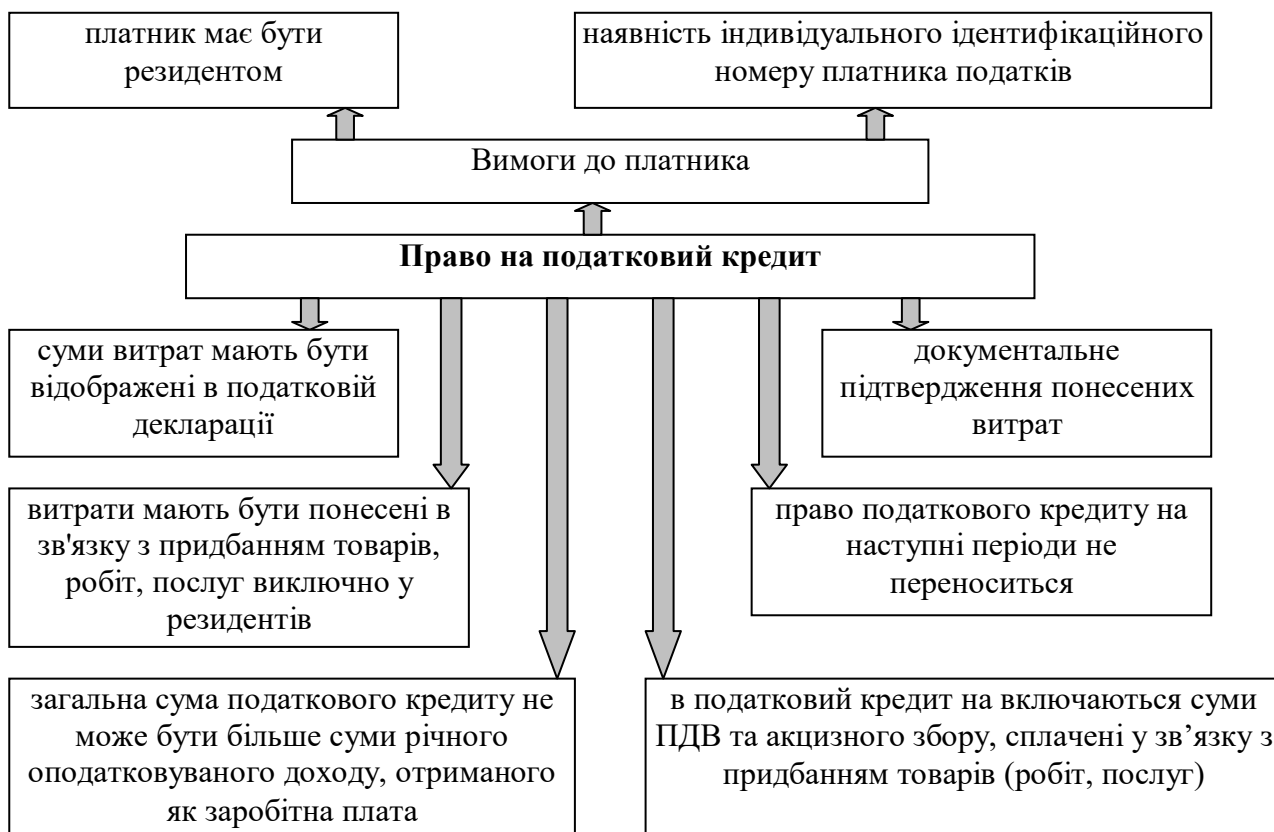 платник має бути
резидентом
наявність індивідуального ідентифікаційного
номеру платника податків
Вимоги до платника
Право на податковий кредит
суми витрат мають бути
відображені в податковій
декларації
документальне
підтвердження понесених
витрат
витрати мають бути понесені в
зв'язку з придбанням товарів,
робіт, послуг виключно у
резидентів
право податкового кредиту на
наступні періоди не
переноситься
загальна сума податкового кредиту не
може бути більше суми річного
оподатковуваного доходу, отриманого
як заробітна плата
в податковий кредит на включаються суми
ПДВ та акцизного збору, сплачені у зв’язку з
придбанням товарів (робіт, послуг)